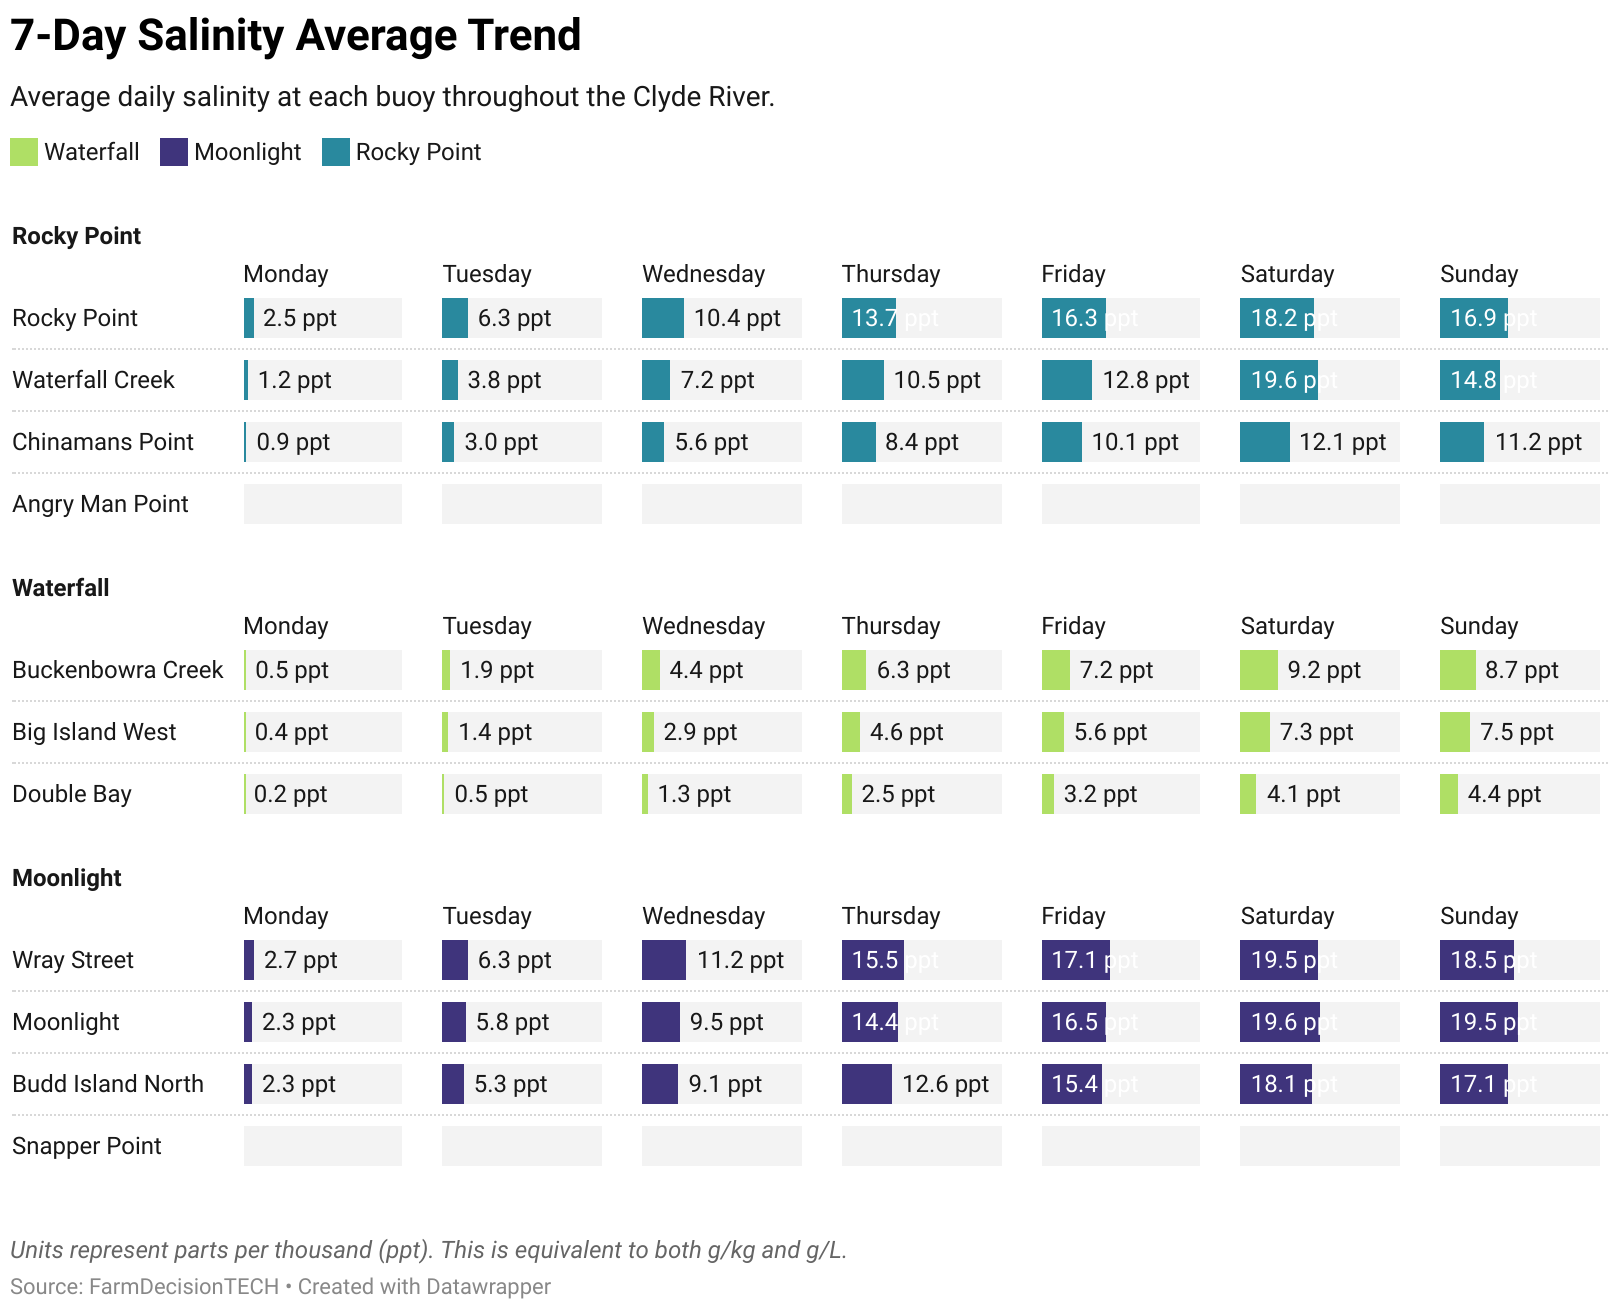 7-Day Salinity Average Trend
Average daily salinity at each buoy throughout the Clyde River.
Waterfall Moonlight Rocky Point
Rocky Point
Monday Tuesday Wednesday Thursday Friday Saturday Sunday
Rocky Point 2.5 ppt 6.3 ppt 10.4 ppt 13.7 ppt 16.3 ppt 18.2 ppt 16.9 ppt
Waterfall Creek 1.2 ppt 3.8 ppt 7.2 ppt 10.5 ppt 12.8 ppt 19.6 ppt 14.8 ppt
Chinamans Point 0.9 ppt 3.0 ppt 5.6 ppt 8.4 ppt 10.1 ppt 12.1 ppt 11.2 ppt
Angry Man Point
Waterfall
Monday Tuesday Wednesday Thursday Friday Saturday Sunday
Buckenbowra Creek 0.5 ppt 1.9 ppt 4.4 ppt 6.3 ppt 7.2 ppt 9.2 ppt 8.7 ppt
Big Island West 0.4 ppt 1.4 ppt 2.9 ppt 4.6 ppt 5.6 ppt 7.3 ppt 7.5 ppt
Double Bay 0.2 ppt 0.5 ppt 1.3 ppt 2.5 ppt 3.2 ppt 4.1 ppt 4.4 ppt
Moonlight
Monday Tuesday Wednesday Thursday Friday Saturday Sunday
Wray Street 2.7 ppt 6.3 ppt 11.2 ppt 15.5 ppt 17.1 ppt 19.5 ppt 18.5 ppt
Moonlight 2.3 ppt 5.8 ppt 9.5 ppt 14.4 ppt 16.5 ppt 19.6 ppt 19.5 ppt
Budd Island North 2.3 ppt 5.3 ppt 9.1 ppt 12.6 ppt 15.4 ppt 18.1 ppt 17.1 ppt
Snapper Point
Units represent parts per thousand (ppt). This is equivalent to both g/kg and g/L.
Source: FarmDecisionTECH • Created with Datawrapper